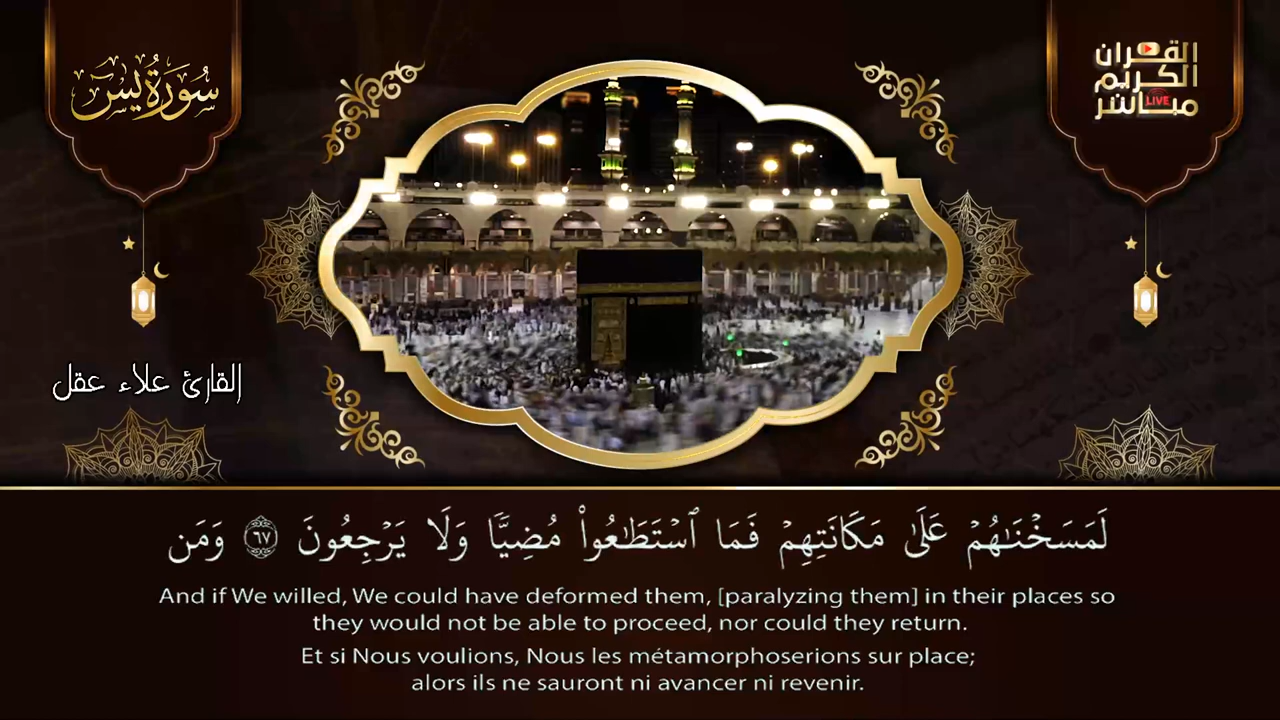 سُورَةُ يسٓ
القرآن
الكريم
مباشر
LIVE
القارئ علاء عقل
لَمَسَخۡنَٰهُمۡ عَلَىٰ مَكَانَتِهِمۡ فَمَا ٱسۡتَطَٰعُواْ مُضِيّٗا وَلَا يَرۡجِعُونَ ٦٧ وَمَن
And if We willed, We could have deformed them, [paralyzing them] in their places so
they would not be able to proceed, nor could they return.
Et si Nous voulions, Nous les métamorphoserions sur place;
alors ils ne sauront ni avancer ni revenir.